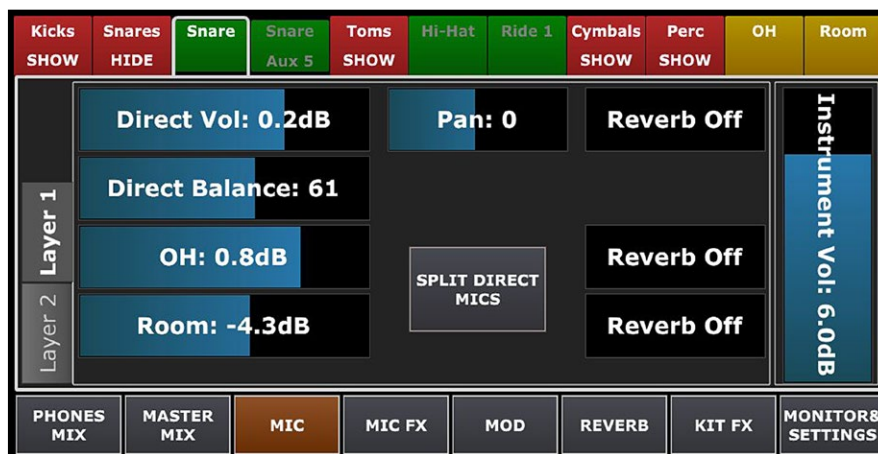 Kicks
SHOW
Snares
HIDE
Snare
Snare
Aux 5
Toms
SHOW
Hi-Hat
Ride 1
Cymbals
SHOW
Perc
SHOW
OH
Room
Layer 1
Layer 2
Direct Vol: 0.2dB
Pan: 0
Reverb Off
Direct Balance: 61
OH: 0.8dB
SPLIT DIRECT
MICS
Reverb Off
Room: -4.3dB
Reverb Off
Instrument Vol: 6.0dB
PHONES
MIX
MASTER
MIX
MIC
MIC FX
MOD
REVERB
KIT FX
MONITOR&
SETTINGS